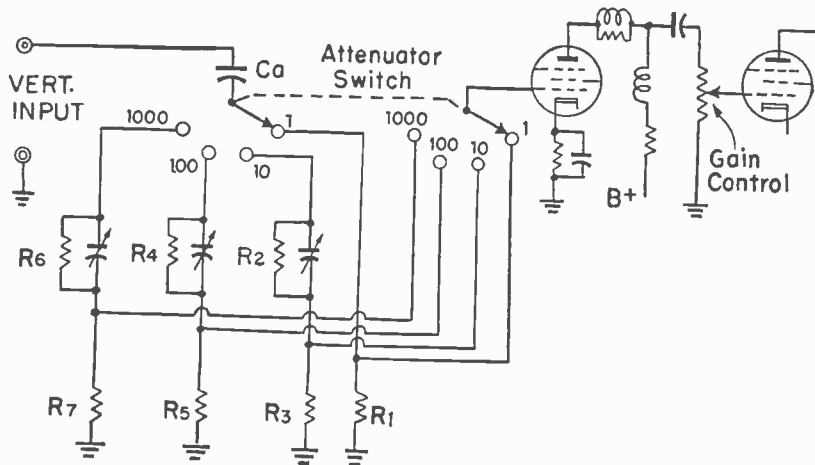 VERT.
INPUT
Ca
Attenuator
Switch
1000
100
10
1
1000
100
10
1
R6
R4
R2
R7
R5
R3
R1
B+
Gain
Control